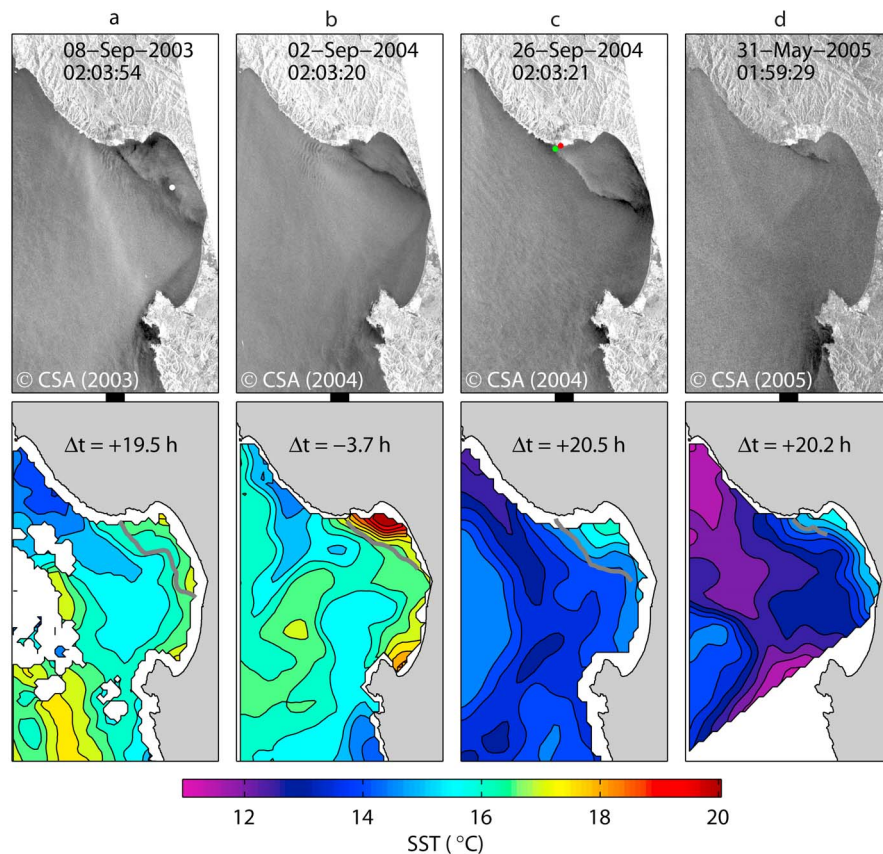 a
b
c
d
08–Sep–2003
02:03:54
02–Sep–2004
02:03:20
26–Sep–2004
02:03:21
31–May–2005
01:59:29
© CSA (2003)
© CSA (2004)
© CSA (2004)
© CSA (2005)
Δt = +19.5 h
Δt = −3.7 h
Δt = +20.5 h
Δt = +20.2 h
12
14
16
18
20
SST ( °C)